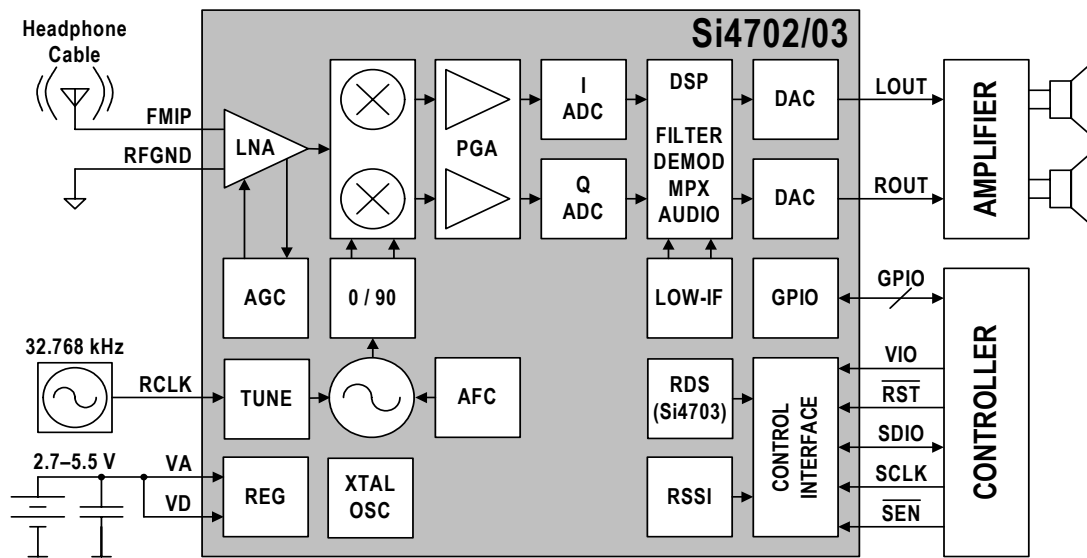 Si4702/03
Headphone
Cable
FMIP
RFGND
LNA
PGA
I
ADC
Q
ADC
DSP
FILTER
DEMOD
MPX
AUDIO
DAC
DAC
LOUT
ROUT
AMPLIFIER
AGC
0 / 90
LOW-IF
GPIO
GPIO
32.768 kHz
RCLK
TUNE
AFC
RDS
(Si4703)
CONTROL
INTERFACE
VIO
RST
SDIO
SCLK
SEN
CONTROLLER
2.7–5.5 V
VA
VD
REG
XTAL
OSC
RSSI